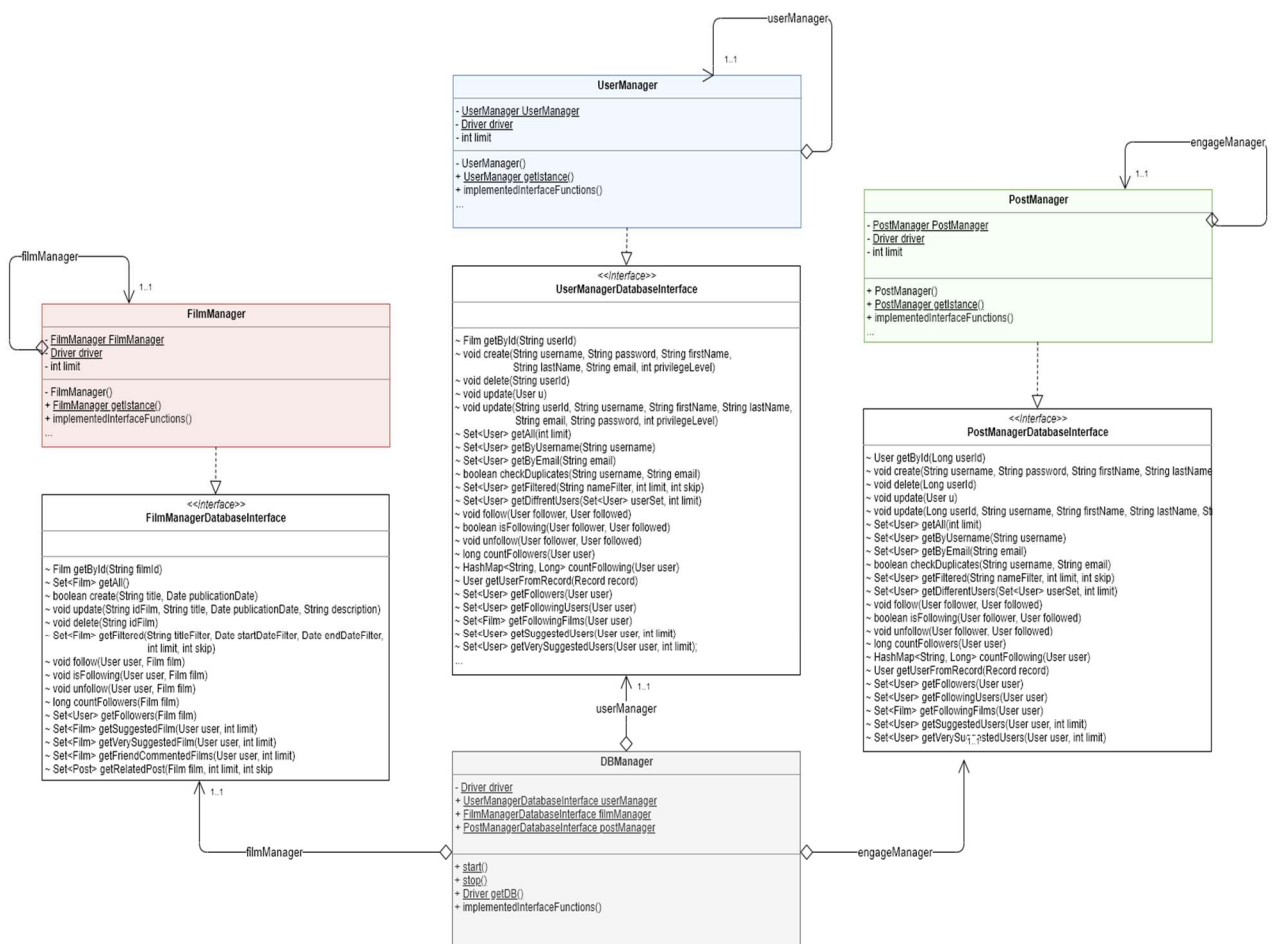 userManager
1..1
UserManager
- UserManager UserManager
- Driver driver
- int limit
- UserManager()
+ UserManager getIstance()
+ implementedInterfaceFunctions()
...
engageManager
1..1
PostManager
- PostManager PostManager
- Driver driver
- int limit
+ PostManager()
+ PostManager getIstance()
+ implementedInterfaceFunctions()
...
filmManager
1..1
FilmManager
- FilmManager FilmManager
- Driver driver
- int limit
- FilmManager()
+ FilmManager getIstance()
+ implementedInterfaceFunctions()
...
<<Interface>>
UserManagerDatabaseInterface
~ Film getById(String userId)
~ void create(String username, String password, String firstName,
String lastName, String email, int privilegeLevel)
~ void delete(String userId)
~ void update(User u)
~ void update(String userId, String username, String firstName, String lastName,
String email, String password, int privilegeLevel)
~ Set<User> getAll(int limit)
~ Set<User> getByUsername(String username)
~ Set<User> getByEmail(String email)
~ boolean checkDuplicates(String username, String email)
~ Set<User> getFiltered(String nameFilter, int limit, int skip)
~ Set<User> getDiffrentUsers(Set<User> userSet, int limit)
~ void follow(User follower, User followed)
~ boolean isFollowing(User follower, User followed)
~ void unfollow(User follower, User followed)
~ long countFollowers(User user)
~ HashMap<String, Long> countFollowing(User user)
~ User getUserFromRecord(Record record)
~ Set<User> getFollowers(User user)
~ Set<User> getFollowingUsers(User user)
~ Set<Film> getFollowingFilms(User user)
~ Set<User> getSuggestedUsers(User user, int limit)
~ Set<User> getVerySuggestedUsers(User user, int limit);
...
<<Interface>>
PostManagerDatabaseInterface
~ User getById(Long userId)
~ void create(String username, String password, String firstName, String lastName
~ void delete(Long userId)
~ void update(User u)
~ void update(Long userId, String username, String firstName, String lastName, St
~ Set<User> getAll(int limit)
~ Set<User> getByUsername(String username)
~ Set<User> getByEmail(String email)
~ boolean checkDuplicates(String username, String email)
~ Set<User> getFiltered(String nameFilter, int limit, int skip)
~ Set<User> getDifferentUsers(Set<User> userSet, int limit)
~ void follow(User follower, User followed)
~ boolean isFollowing(User follower, User followed)
~ void unfollow(User follower, User followed)
~ long countFollowers(User user)
~ HashMap<String, Long> countFollowing(User user)
~ User getUserFromRecord(Record record)
~ Set<User> getFollowers(User user)
~ Set<User> getFollowingUsers(User user)
~ Set<Film> getFollowingFilms(User user)
~ Set<User> getSuggestedUsers(User user, int limit)
~ Set<User> getVerySuggestedUsers(User user, int limit)
<<Interface>>
FilmManagerDatabaseInterface
~ Film getById(String filmId)
~ Set<Film> getAll()
~ boolean create(String title, Date publicationDate)
~ void update(String idFilm, String title, Date publicationDate, String description)
~ void delete(String idFilm)
~ Set<Film> getFiltered(String titleFilter, Date startDateFilter, Date endDateFilter,
int limit, int skip)
~ void follow(User user, Film film)
~ void isFollowing(User user, Film film)
~ void unfollow(User user, Film film)
~ long countFollowers(Film film)
~ Set<User> getFollowers(Film film)
~ Set<Film> getSuggestedFilm(User user, int limit)
~ Set<Film> getVerySuggestedFilm(User user, int limit)
~ Set<Film> getFriendCommentedFilms(User user, int limit)
~ Set<Post> getRelatedPost(Film film, int limit, int skip
1..1
userManager
1..1
filmManager
engageManager
DBManager
- Driver driver
+ UserManagerDatabaseInterface userManager
+ FilmManagerDatabaseInterface filmManager
+ PostManagerDatabaseInterface postManager
+ start()
+ stop()
+ Driver getDB()
+ implementedInterfaceFunctions()